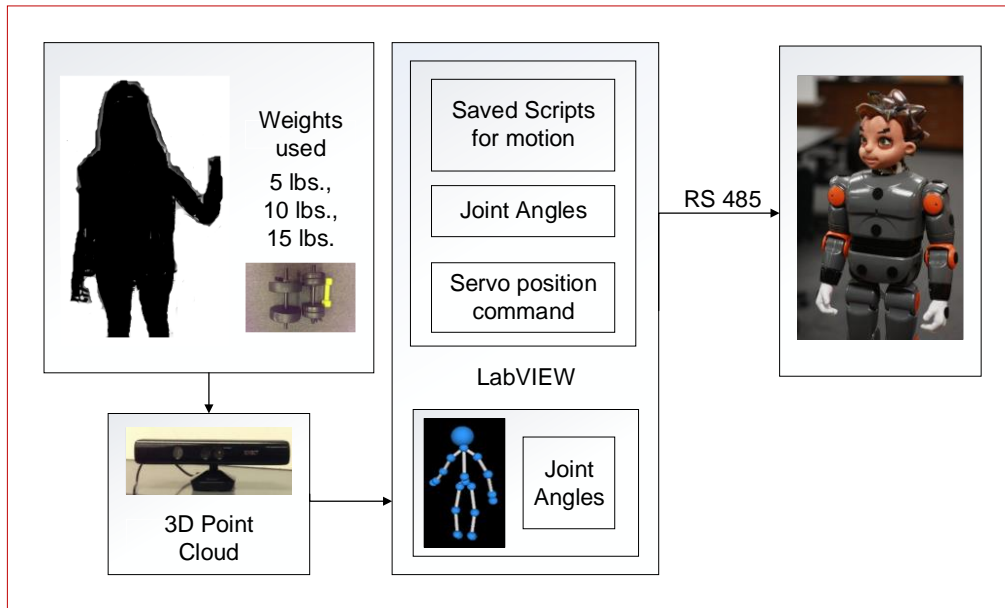 Weights
used
5 lbs.,
10 lbs.,
15 lbs.
3D Point
Cloud
Saved Scripts
for motion
Joint Angles
Servo position
command
LabVIEW
Joint
Angles
RS 485